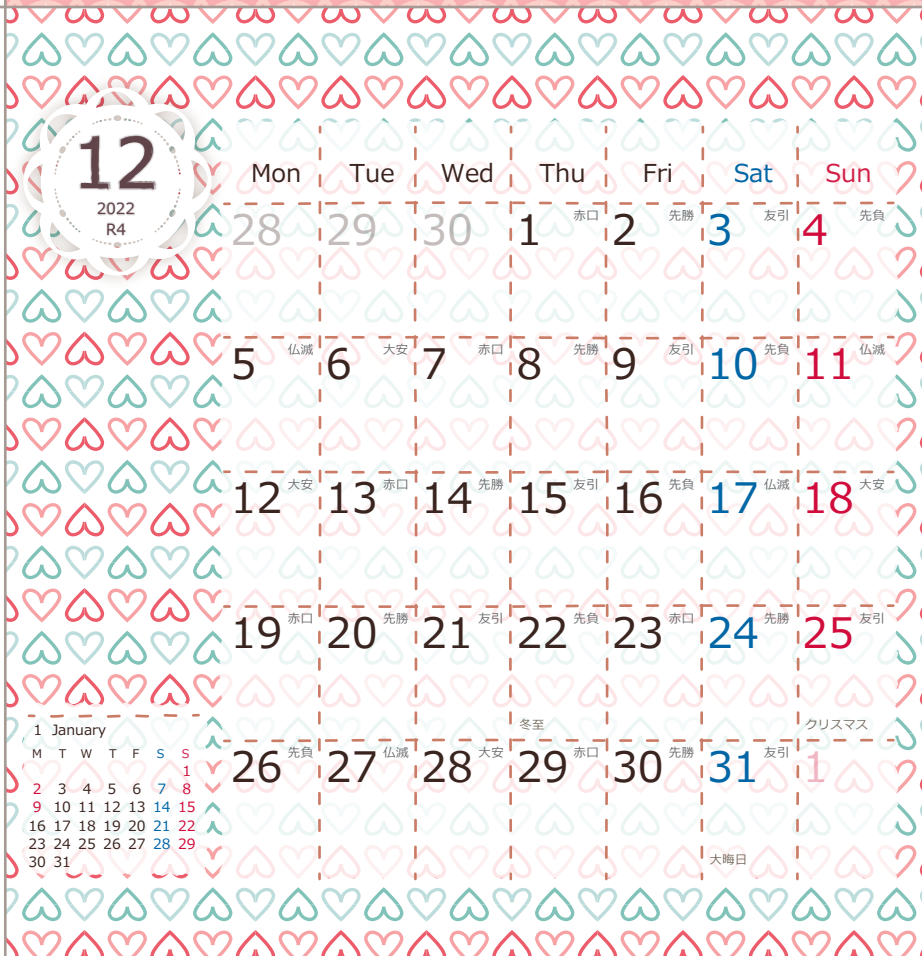 12
2022
R4
Mon Tue Wed Thu Fri Sat Sun
28 29 30 1 赤口 2 先勝 3 友引 4 先負
5 仏滅 6 大安 7 赤口 8 先勝 9 友引 10 先負 11 仏滅
12 大安 13 赤口 14 先勝 15 友引 16 先負 17 仏滅 18 大安
19 赤口 20 先勝 21 友引 22 先負 23 赤口 24 先勝 25 友引
冬至 クリスマス
26 先負 27 仏滅 28 大安 29 赤口 30 先勝 31 友引 1
大晦日
1 January
M T W T F S S
1
2 3 4 5 6 7 8
9 10 11 12 13 14 15
16 17 18 19 20 21 22
23 24 25 26 27 28 29
30 31